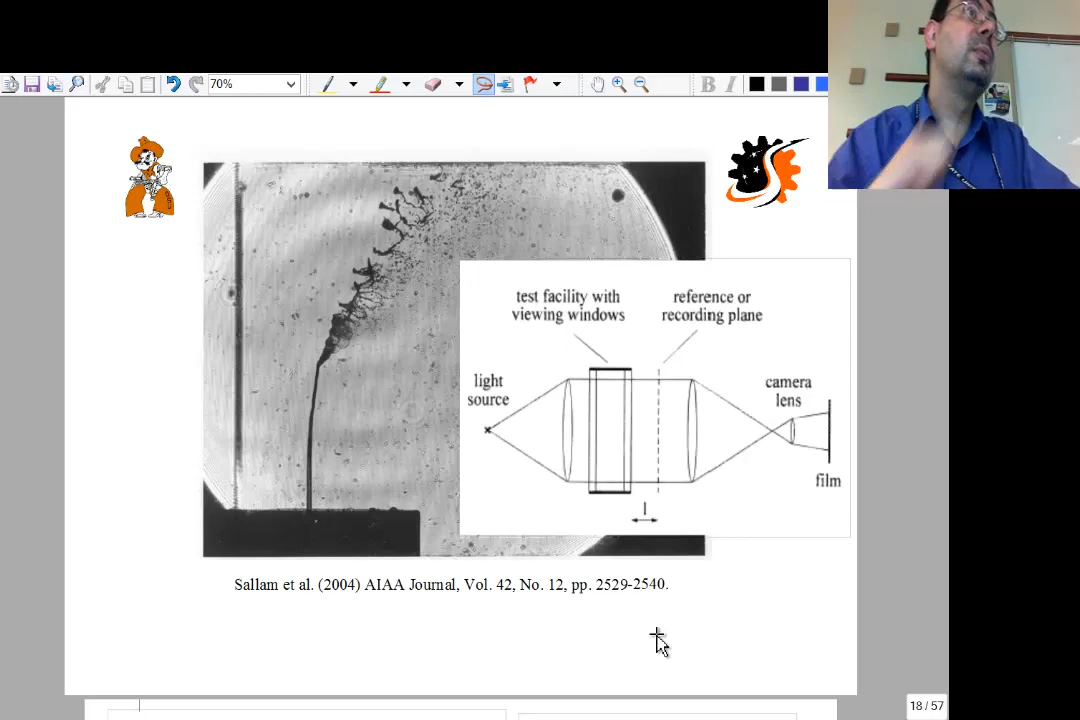 70%
B I
test facility with
viewing windows
reference or
recording plane
light
source
camera
lens
film
l
Sallam et al. (2004) AIAA Journal, Vol. 42, No. 12, pp. 2529-2540.
18 / 57